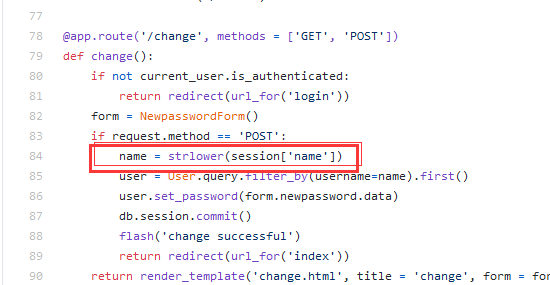 77
78 @app.route('/change', methods = ['GET', 'POST'])
79 def change():
80 if not current_user.is_authenticated:
81 return redirect(url_for('login'))
82 form = NewpasswordForm()
83 if request.method == 'POST':
84 name = strlower(session['name'])
85 user = User.query.filter_by(username=name).first()
86 user.set_password(form.newpassword.data)
87 db.session.commit()
88 flash('change successful')
89 return redirect(url_for('index'))
90 return render_template('change.html', title = 'change', form = for